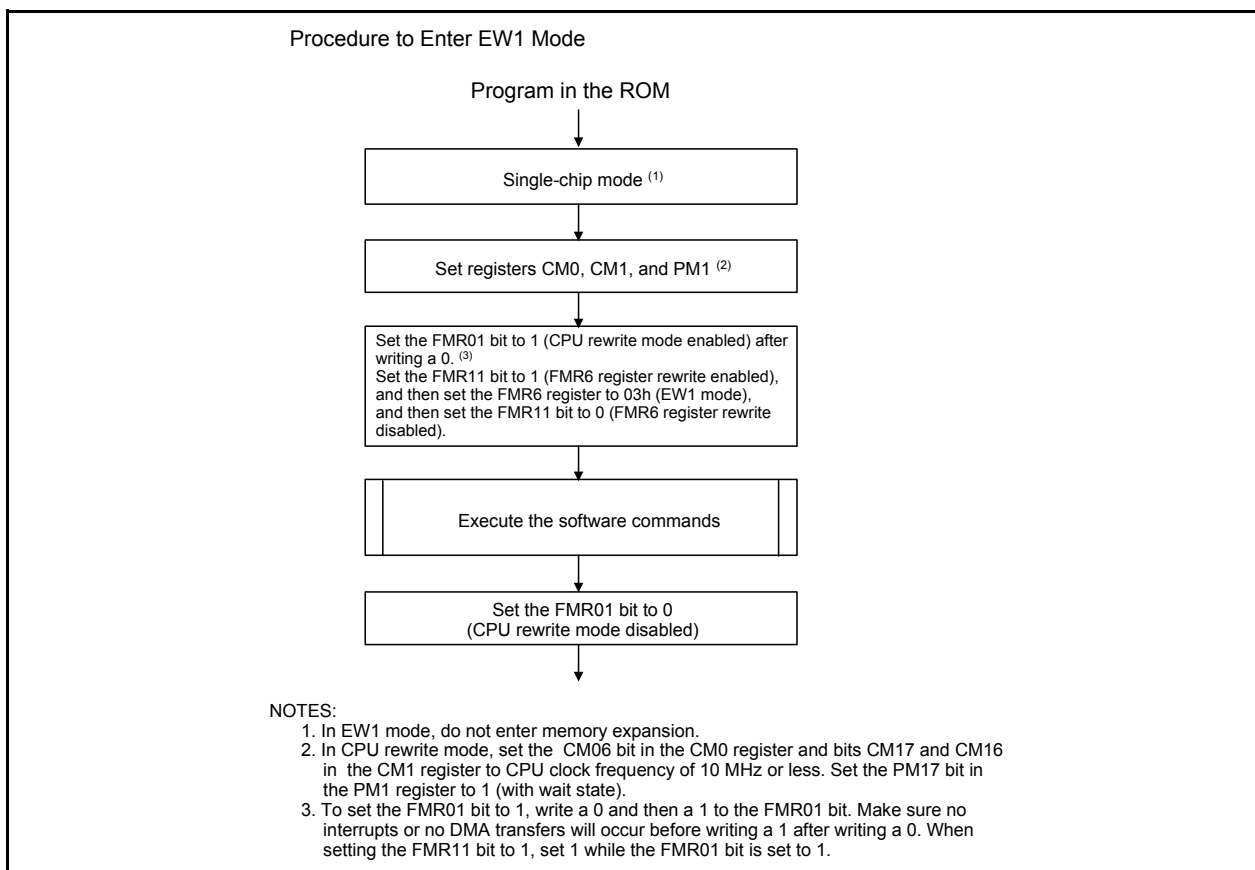 Procedure to Enter EW1 Mode
Program in the ROM
Single-chip mode (1)
Set registers CM0, CM1, and PM1 (2)
Set the FMR01 bit to 1 (CPU rewrite mode enabled) after
writing a 0. (3)
Set the FMR11 bit to 1 (FMR6 register rewrite enabled),
and then set the FMR6 register to 03h (EW1 mode),
and then set the FMR11 bit to 0 (FMR6 register rewrite
disabled).
Execute the software commands
Set the FMR01 bit to 0
(CPU rewrite mode disabled)
NOTES:
1. In EW1 mode, do not enter memory expansion.
2. In CPU rewrite mode, set the CM06 bit in the CM0 register and bits CM17 and CM16
in the CM1 register to CPU clock frequency of 10 MHz or less. Set the PM17 bit in
the PM1 register to 1 (with wait state).
3. To set the FMR01 bit to 1, write a 0 and then a 1 to the FMR01 bit. Make sure no
interrupts or no DMA transfers will occur before writing a 1 after writing a 0. When
setting the FMR11 bit to 1, set 1 while the FMR01 bit is set to 1.